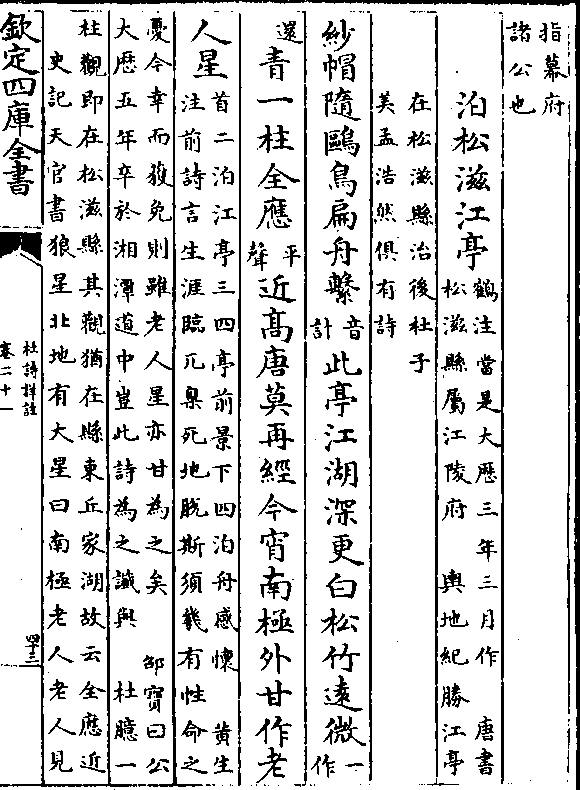 指幕府
諸公也
泊松滋江亭
鶴注當是大厯三年三月作　唐書
松滋縣屬江陵府　輿地紀勝江亭
在松滋縣治後杜子
美孟浩然俱有詩
紗帽隨鷗鳥扁舟繫音計此亭江湖深更白松竹遠微一作
還青一柱全應平聲近髙唐莫再經今宵南極外甘作老
人星
首二泊江亭三四亭前景下四泊舟感懷　黄生
注前詩言生涯臨臬兀死地脫斯須幾有性命之
憂今幸而獲免則雖老人星亦甘為之矣　邵寳曰公
大厯五年卒於湘潭道中豈此詩為之讖與　杜臆一
柱觀即在松滋縣其觀猶在縣東丘家湖故云全應近
史記天官書狼星北地有大星曰南極老人老人見
欽定四庫全書
杜詩詳註
卷二十一
四十三